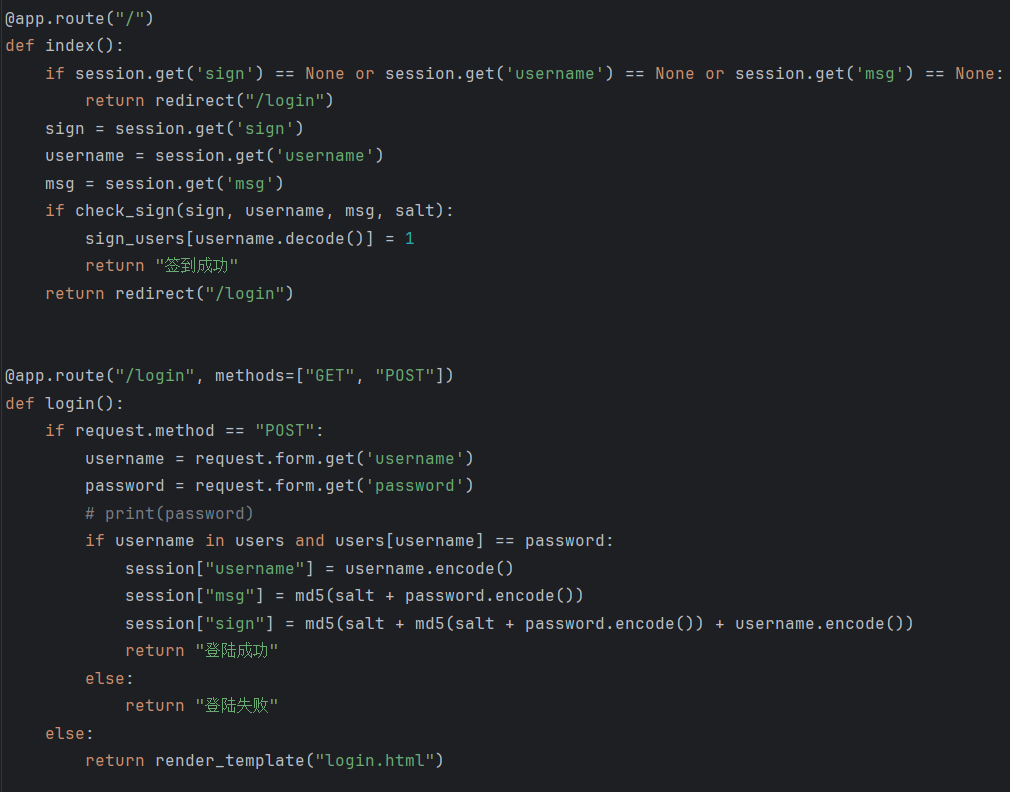 @app.route("/")
def index():
    if session.get('sign') == None or session.get('username') == None or session.get('msg') == None:
        return redirect("/login")
    sign = session.get('sign')
    username = session.get('username')
    msg = session.get('msg')
    if check_sign(sign, username, msg, salt):
        sign_users[username.decode()] = 1
        return "签到成功"
    return redirect("/login")
@app.route("/login", methods=["GET", "POST"])
def login():
    if request.method == "POST":
        username = request.form.get('username')
        password = request.form.get('password')
        # print(password)
        if username in users and users[username] == password:
            session["username"] = username.encode()
            session["msg"] = md5(salt + password.encode())
            session["sign"] = md5(salt + md5(salt + password.encode()) + username.encode())
            return "登陆成功"
        else:
            return "登陆失败"
    else:
        return render_template("login.html")